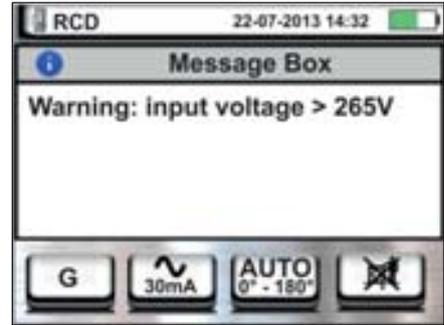 RCD 22-07-2013 14:32
Message Box
Warning: input voltage > 265V
G
30mA
AUTO
0° - 180°